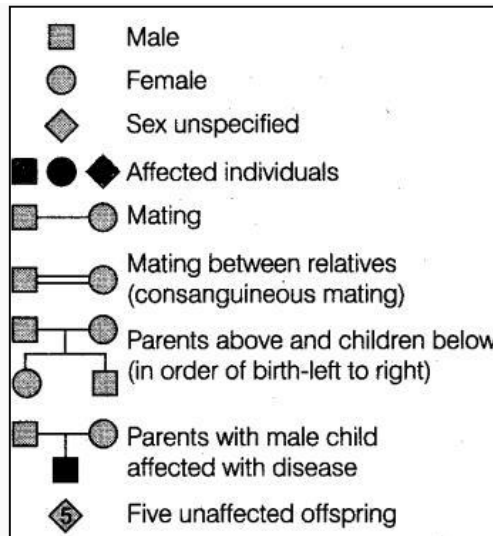 Male
Female
Sex unspecified
Affected individuals
Mating
Mating between relatives
(consanguineous mating)
Parents above and children below
(in order of birth-left to right)
Parents with male child
affected with disease
5 Five unaffected offspring